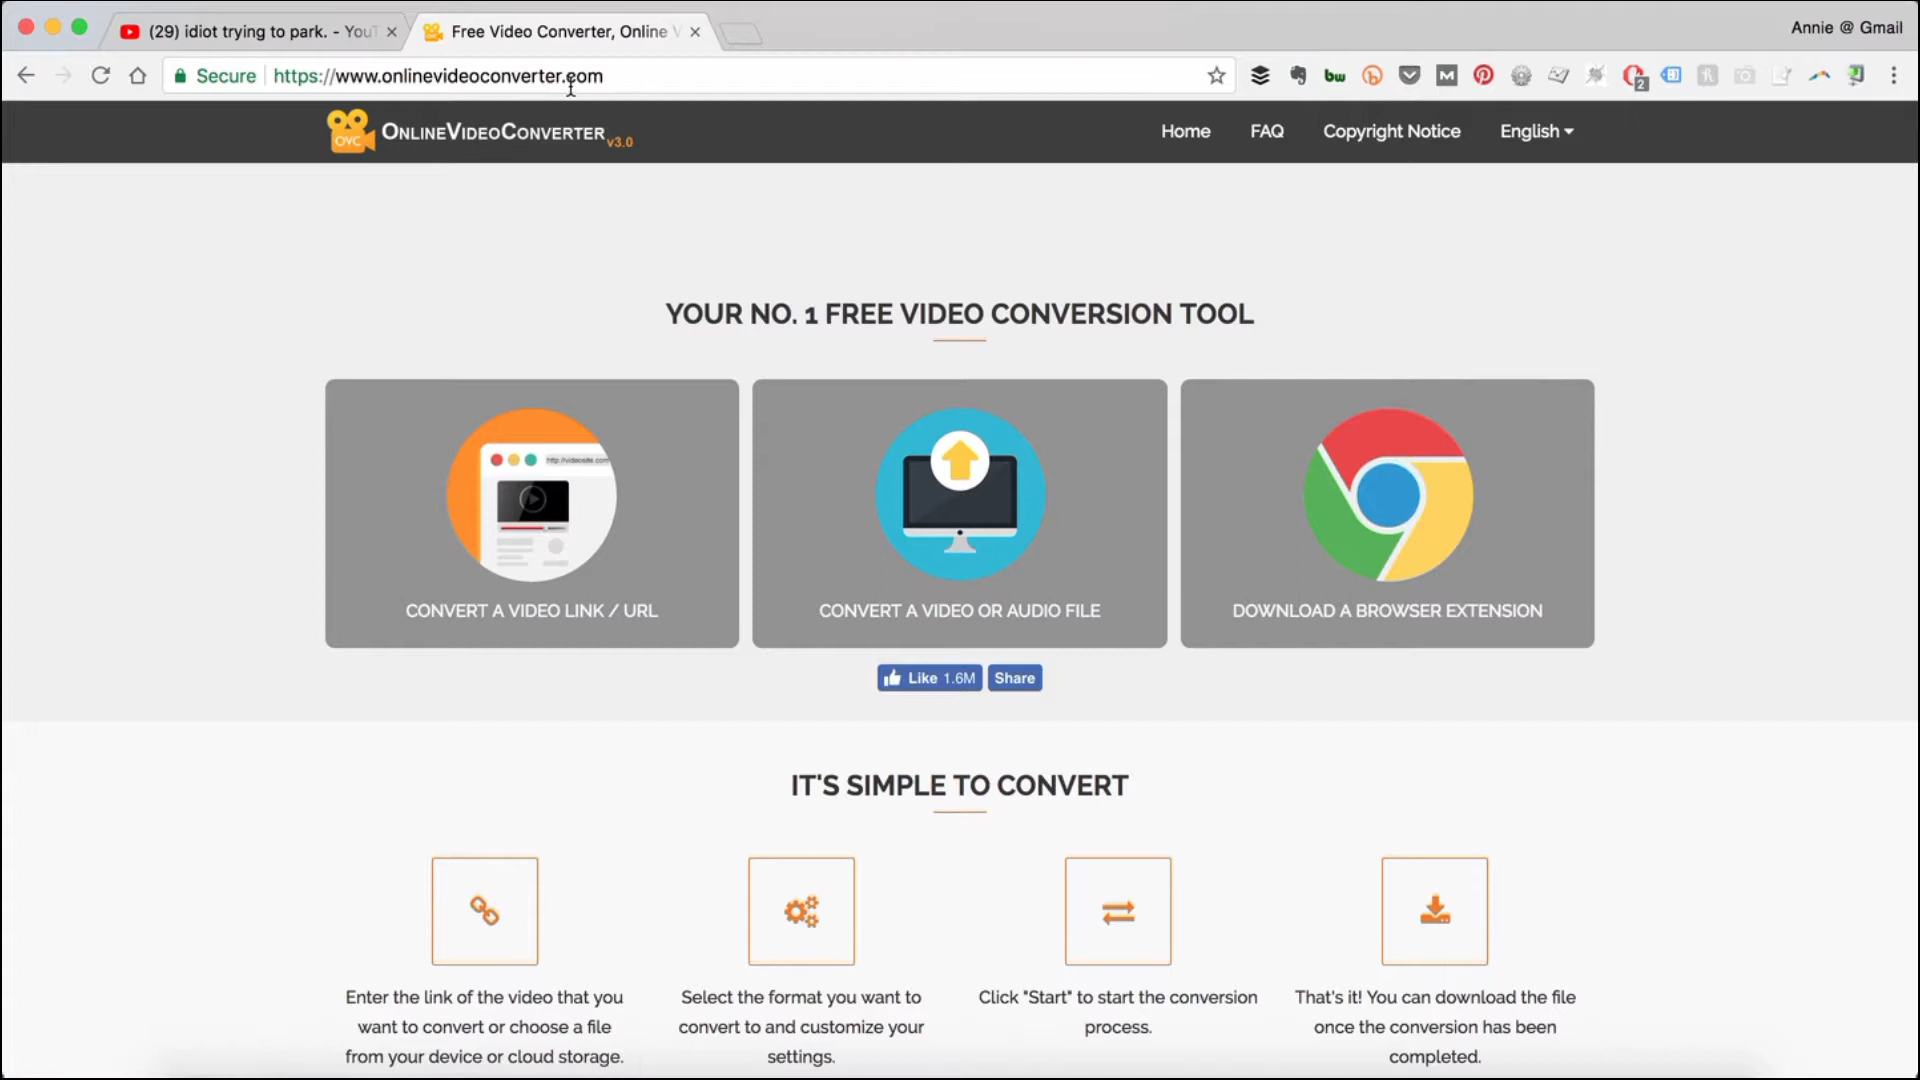 (29) idiot trying to park. - YouT
Free Video Converter, Online V
Annie @ Gmail
Secure
https://www.onlinevideoconverter.com
2
OVC
ONLINEVIDEOCONVERTER v3.0
Home
FAQ
Copyright Notice
English
YOUR NO. 1 FREE VIDEO CONVERSION TOOL
http://videosite.com
CONVERT A VIDEO LINK / URL
CONVERT A VIDEO OR AUDIO FILE
DOWNLOAD A BROWSER EXTENSION
Like 1.6M
Share
IT'S SIMPLE TO CONVERT
Enter the link of the video that you
want to convert or choose a file
from your device or cloud storage.
Select the format you want to
convert to and customize your
settings.
Click "Start" to start the conversion
process.
That's it! You can download the file
once the conversion has been
completed.